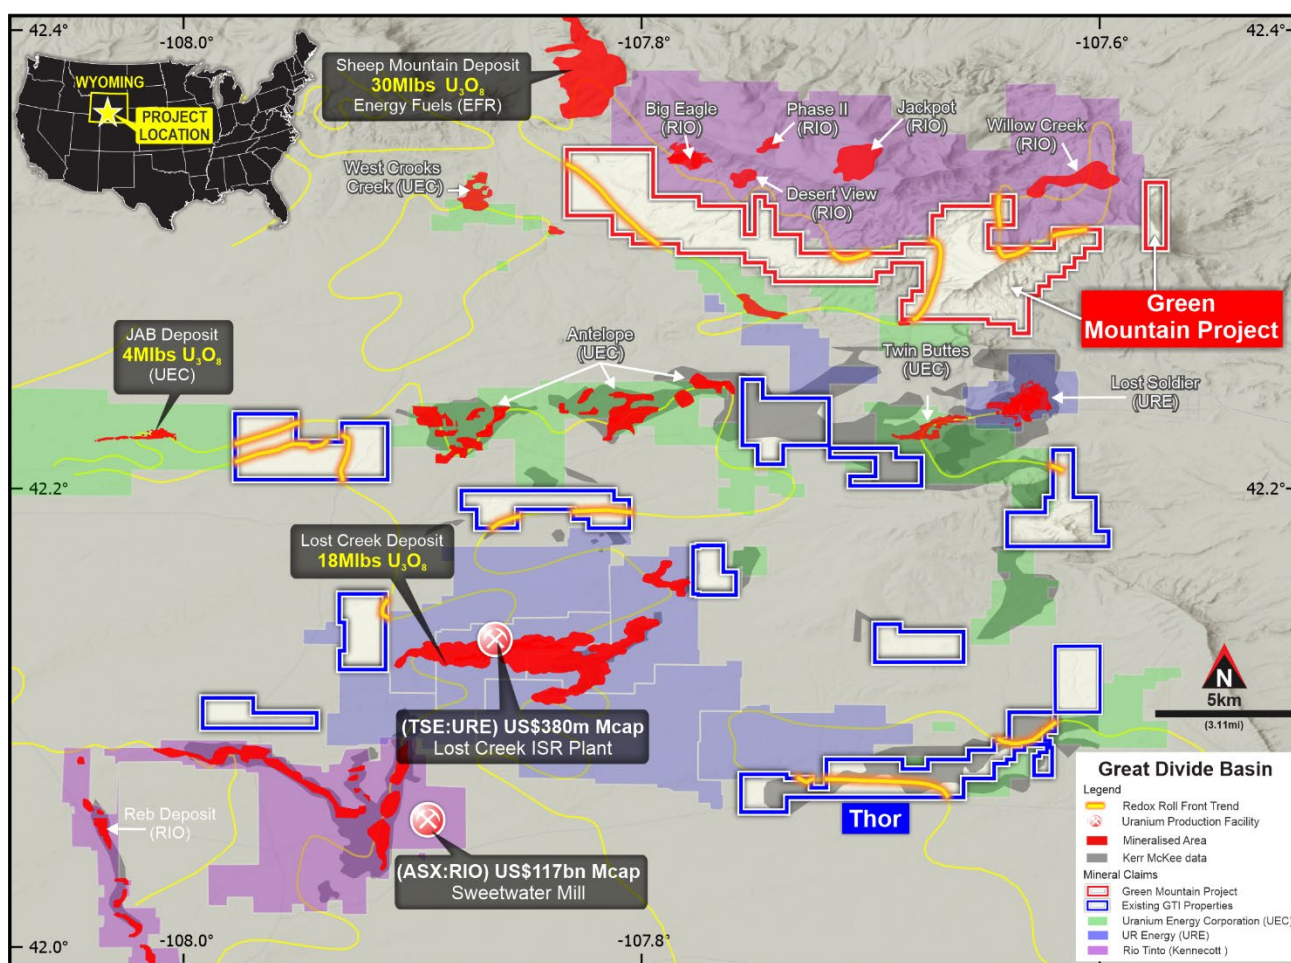 42.4°
-108.0°
-107.8°
-107.6°
42.4°
WYOMING
PROJECT
LOCATION
Sheep Mountain Deposit
30Mlbs U₃O₈
Energy Fuels (EFR)
Big Eagle
(RIO)
Phase II
(RIO)
Jackpot
(RIO)
Willow Creek
(RIO)
West Crooks
Creek (UEC)
Desert View
(RIO)
Green
Mountain Project
JAB Deposit
4Mlbs U₃O₈
(UEC)
Antelope
(UEC)
Twin Buttes
(UEC)
Lost Soldier
(URE)
42.2°
42.2°
Lost Creek Deposit
18Mlbs U₃O₈
(TSE:URE) US$380m Mcap
Lost Creek ISR Plant
N
5km
(3.11mi)
Reb Deposit
(RIO)
Thor
(ASX:RIO) US$117bn Mcap
Sweetwater Mill
Great Divide Basin
Legend
Redox Roll Front Trend
Uranium Production Facility
Mineralised Area
Kerr McKee data
Mineral Claims
Green Mountain Project
Existing GTI Properties
Uranium Energy Corporation (UEC)
UR Energy (URE)
Rio Tinto (Kennecott )
42.0°
-108.0°
-107.8°